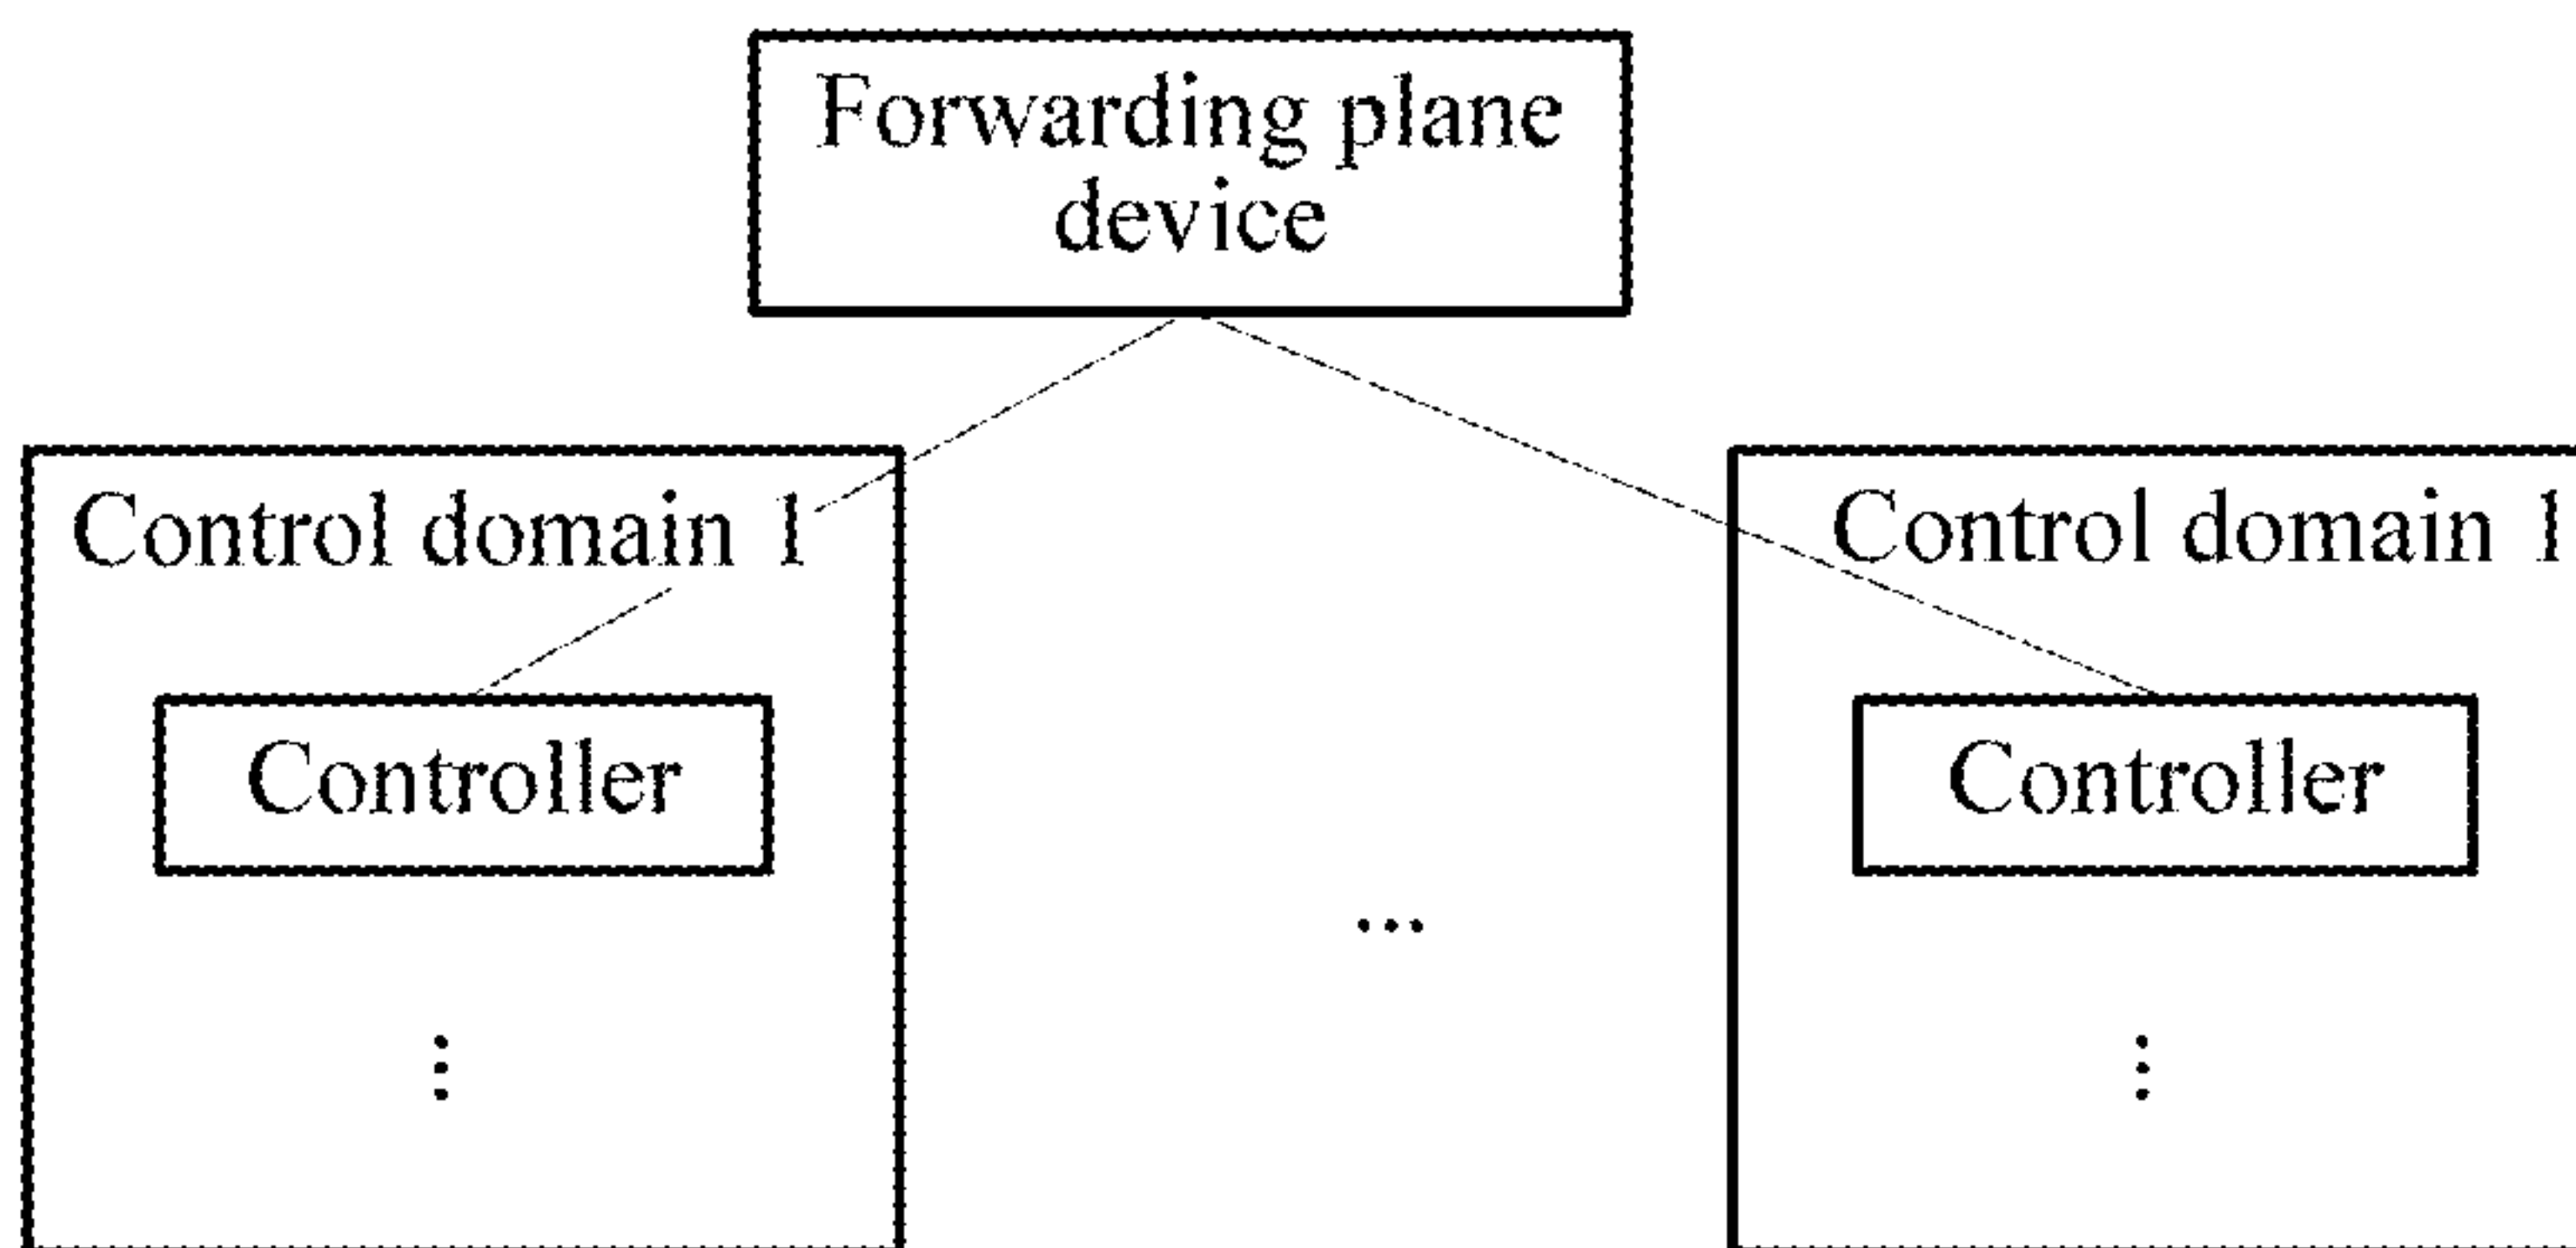 Forwarding plane
device
Control domain 1
Control domain 1
Controller
Controller
...
⋮
⋮